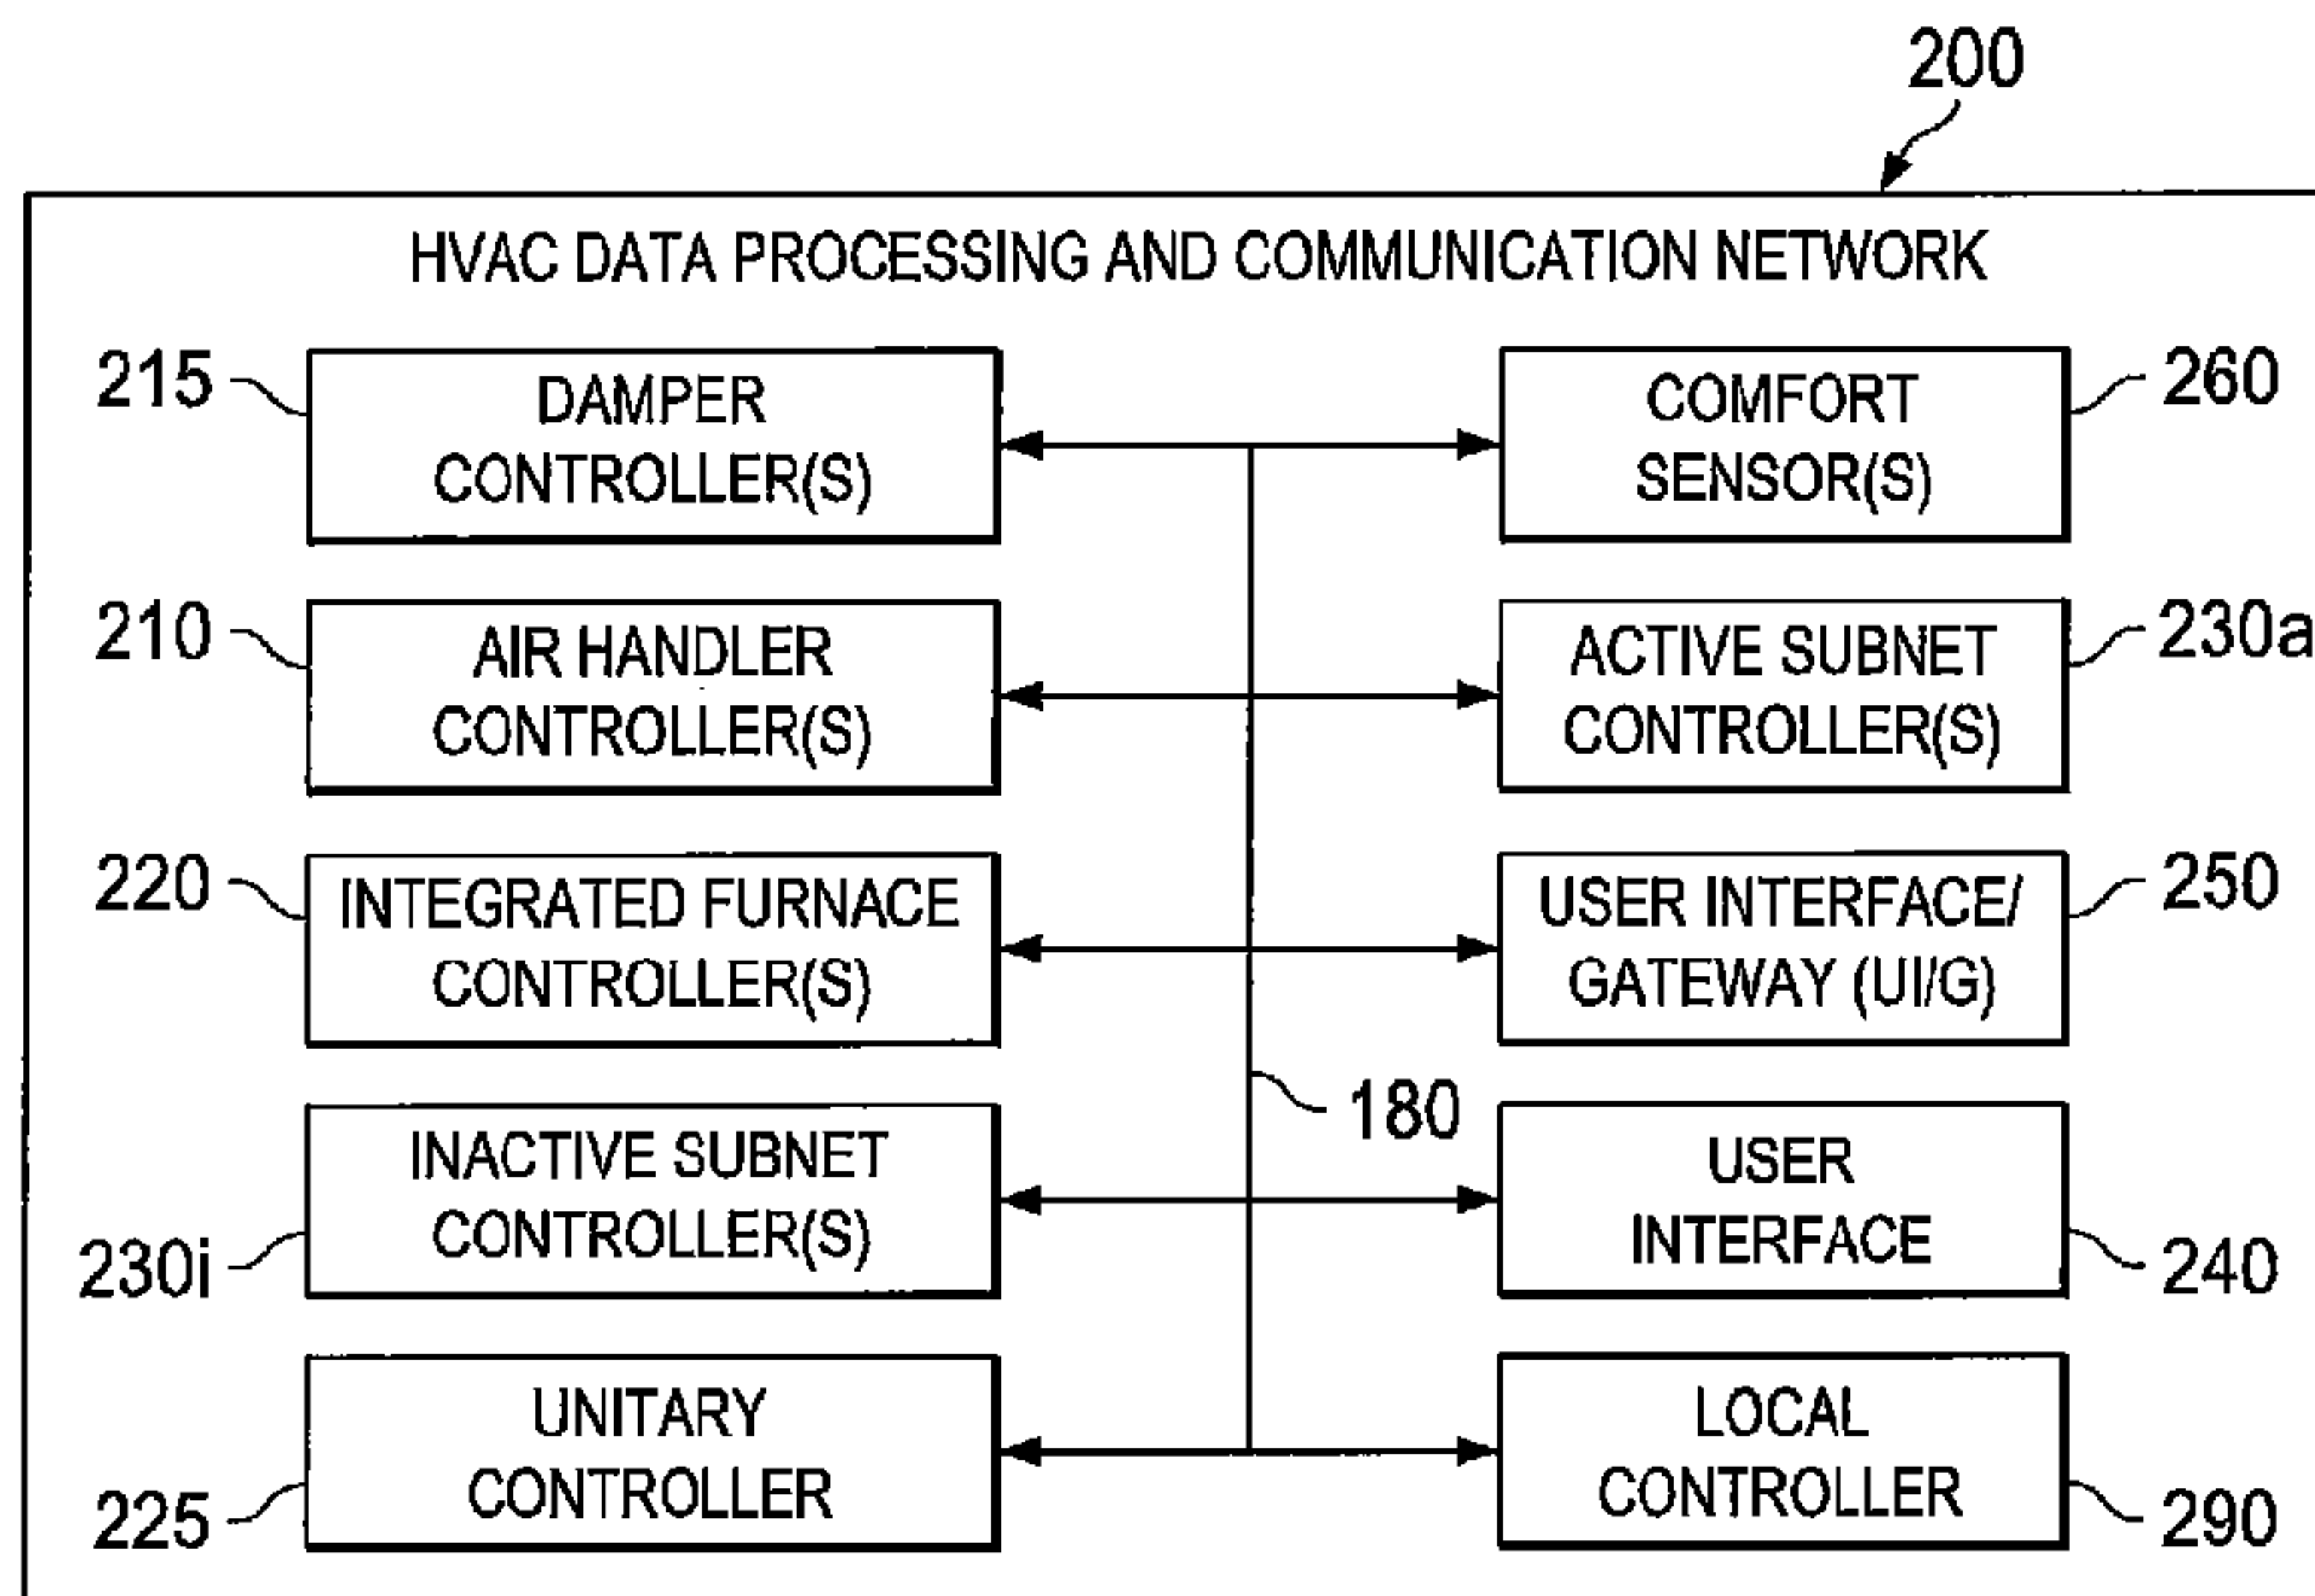 200
HVAC DATA PROCESSING AND COMMUNICATION NETWORK
215
DAMPER
CONTROLLER(S)
COMFORT
SENSOR(S)
260
210
AIR HANDLER
CONTROLLER(S)
ACTIVE SUBNET
CONTROLLER(S)
230a
220
INTEGRATED FURNACE
CONTROLLER(S)
USER INTERFACE/
GATEWAY (UI/G)
250
180
INACTIVE SUBNET
CONTROLLER(S)
230i
USER
INTERFACE
240
UNITARY
CONTROLLER
225
LOCAL
CONTROLLER
290